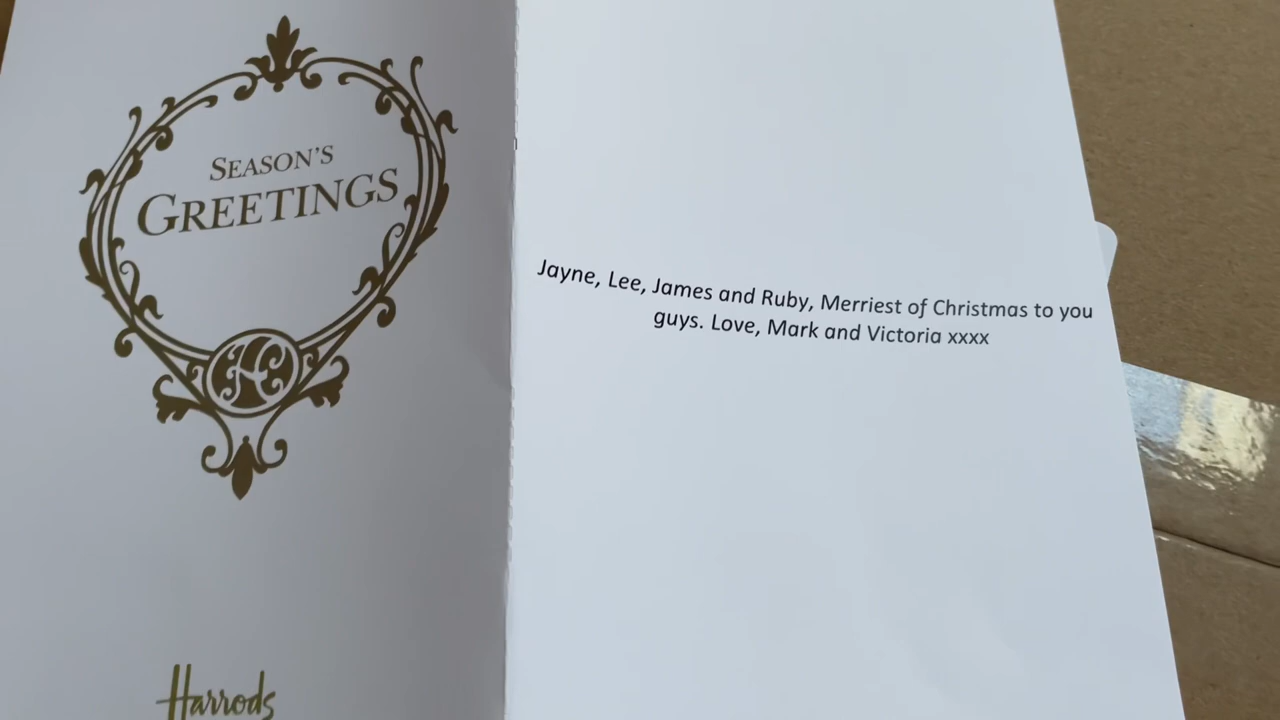 SEASON'S
GREETINGS
Harrods
Jayne, Lee, James and Ruby, Merriest of Christmas to you
guys. Love, Mark and Victoria xxxx